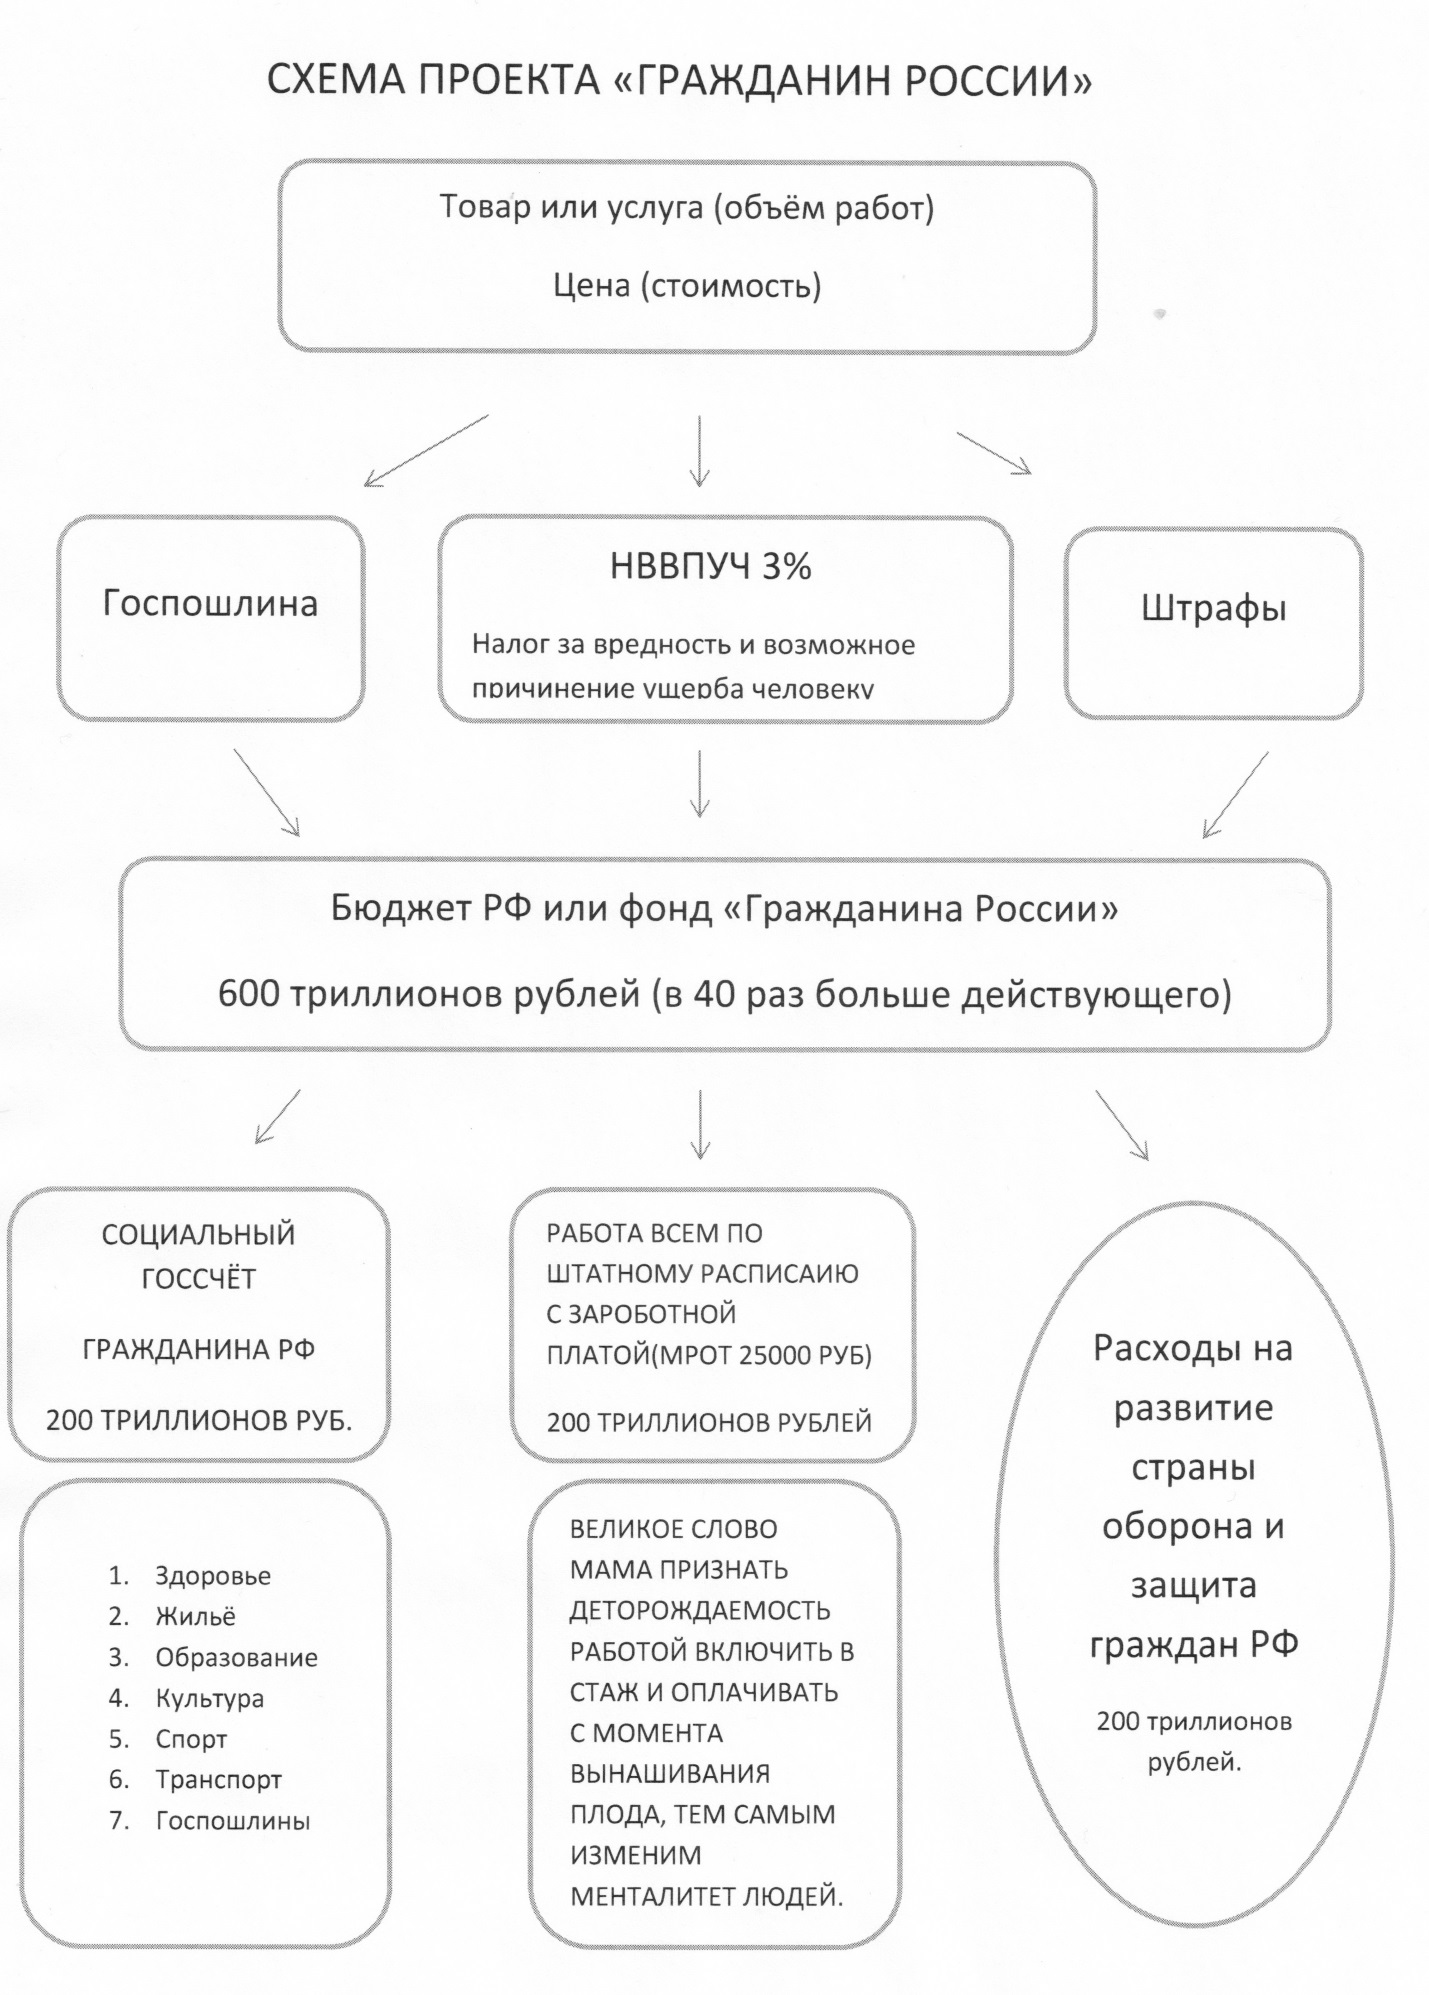 СХЕМА ПРОЕКТА «ГРАЖДАНИН РОССИИ»
Товар или услуга (объём работ)
Цена (стоимость)
Госпошлина
НВВПУЧ 3%
Налог за вредность и возможное
причинение ущерба человеку
Штрафы
Бюджет РФ или фонд «Гражданина России»
600 триллионов рублей (в 40 раз больше действующего)
СОЦИАЛЬНЫЙ
ГОССЧЁТ
ГРАЖДАНИНА РФ
200 ТРИЛЛИОНОВ РУБ.
1. Здоровье
2. Жильё
3. Образование
4. Культура
5. Спорт
6. Транспорт
7. Госпошлины
РАБОТА ВСЕМ ПО
ШТАТНОМУ РАСПИСАИЮ
С ЗАРОБОТНОЙ
ПЛАТОЙ(МРОТ 25000 РУБ)
200 ТРИЛЛИОНОВ РУБЛЕЙ
ВЕЛИКОЕ СЛОВО
МАМА ПРИЗНАТЬ
ДЕТОРОЖДАЕМОСТЬ
РАБОТОЙ ВКЛЮЧИТЬ В
СТАЖ И ОПЛАЧИВАТЬ
С МОМЕНТА
ВЫНАШИВАНИЯ
ПЛОДА, ТЕМ САМЫМ
ИЗМЕНИМ
МЕНТАЛИТЕТ ЛЮДЕЙ.
Расходы на
развитие
страны
оборона и
защита
граждан РФ
200 триллионов
рублей.